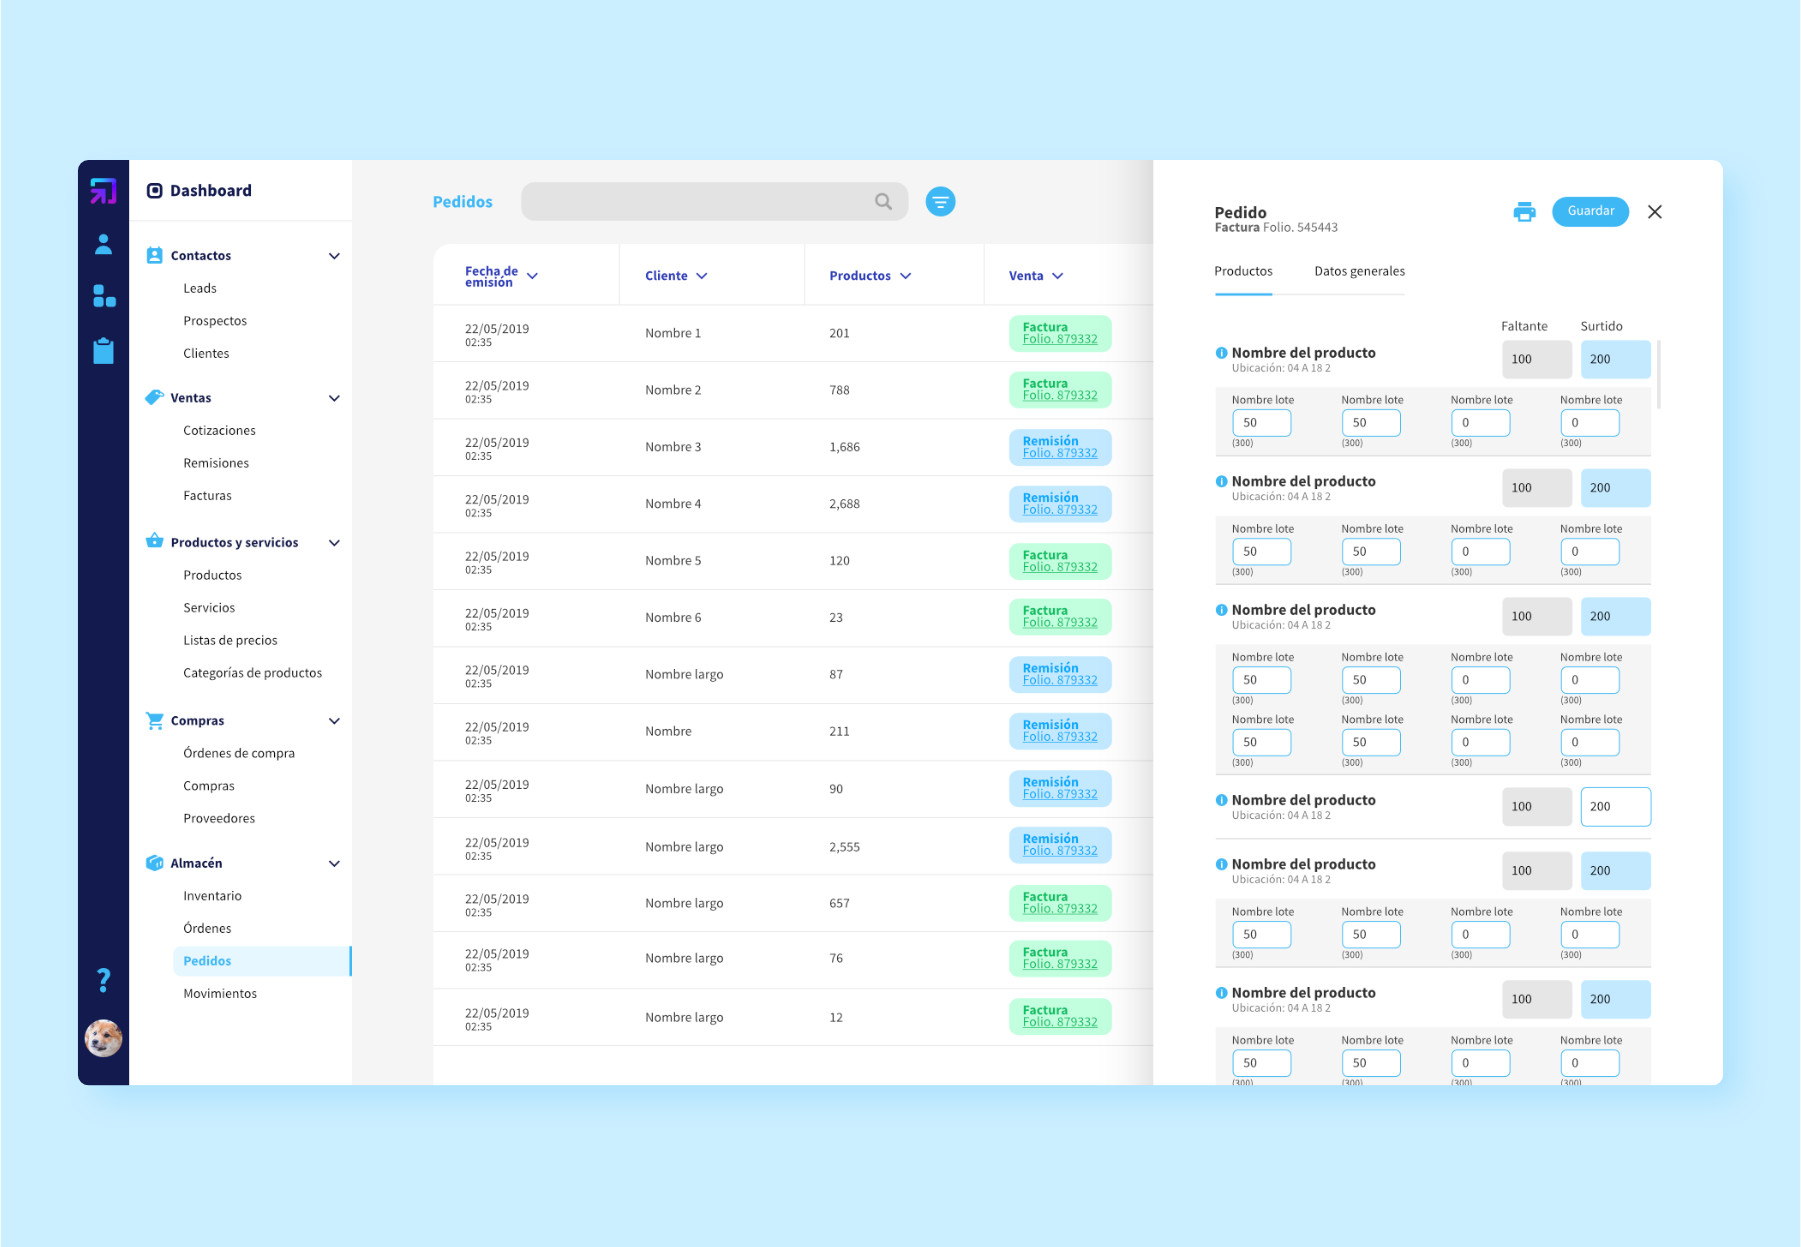 Dashboard
Contactos
Leads
Prospectos
Clientes
Ventas
Cotizaciones
Remisiones
Facturas
Productos y servicios
Productos
Servicios
Listas de precios
Categorías de productos
Compras
Órdenes de compra
Compras
Proveedores
Almacén
Inventario
Órdenes
Pedidos
Movimientos
?
Pedidos
Fecha de
emisión
Cliente
Productos
Venta
22/05/2019
02:35
Nombre 1
201
Factura
Folio. 879332
22/05/2019
02:35
Nombre 2
788
Factura
Folio. 879332
22/05/2019
02:35
Nombre 3
1,686
Remisión
Folio. 879332
22/05/2019
02:35
Nombre 4
2,688
Remisión
Folio. 879332
22/05/2019
02:35
Nombre 5
120
Factura
Folio. 879332
22/05/2019
02:35
Nombre 6
23
Factura
Folio. 879332
22/05/2019
02:35
Nombre largo
87
Remisión
Folio. 879332
22/05/2019
02:35
Nombre
211
Remisión
Folio. 879332
22/05/2019
02:35
Nombre largo
90
Remisión
Folio. 879332
22/05/2019
02:35
Nombre largo
2,555
Remisión
Folio. 879332
22/05/2019
02:35
Nombre largo
657
Factura
Folio. 879332
22/05/2019
02:35
Nombre largo
76
Factura
Folio. 879332
22/05/2019
02:35
Nombre largo
12
Factura
Folio. 879332
Pedido
Factura Folio. 545443
Guardar
Productos Datos generales
Faltante Surtido
Nombre del producto
Ubicación: 04 A 18 2
100 200
Nombre lote Nombre lote Nombre lote Nombre lote
50 50 0 0
(300) (300) (300) (300)
Nombre del producto
Ubicación: 04 A 18 2
100 200
Nombre lote Nombre lote Nombre lote Nombre lote
50 50 0 0
(300) (300) (300) (300)
Nombre del producto
Ubicación: 04 A 18 2
100 200
Nombre lote Nombre lote Nombre lote Nombre lote
50 50 0 0
(300) (300) (300) (300)
Nombre lote Nombre lote Nombre lote Nombre lote
50 50 0 0
(300) (300) (300) (300)
Nombre del producto
Ubicación: 04 A 18 2
100 200
Nombre del producto
Ubicación: 04 A 18 2
100 200
Nombre lote Nombre lote Nombre lote Nombre lote
50 50 0 0
(300) (300) (300) (300)
Nombre del producto
Ubicación: 04 A 18 2
100 200
Nombre lote Nombre lote Nombre lote Nombre lote
50 50 0 0
(300) (300) (300) (300)